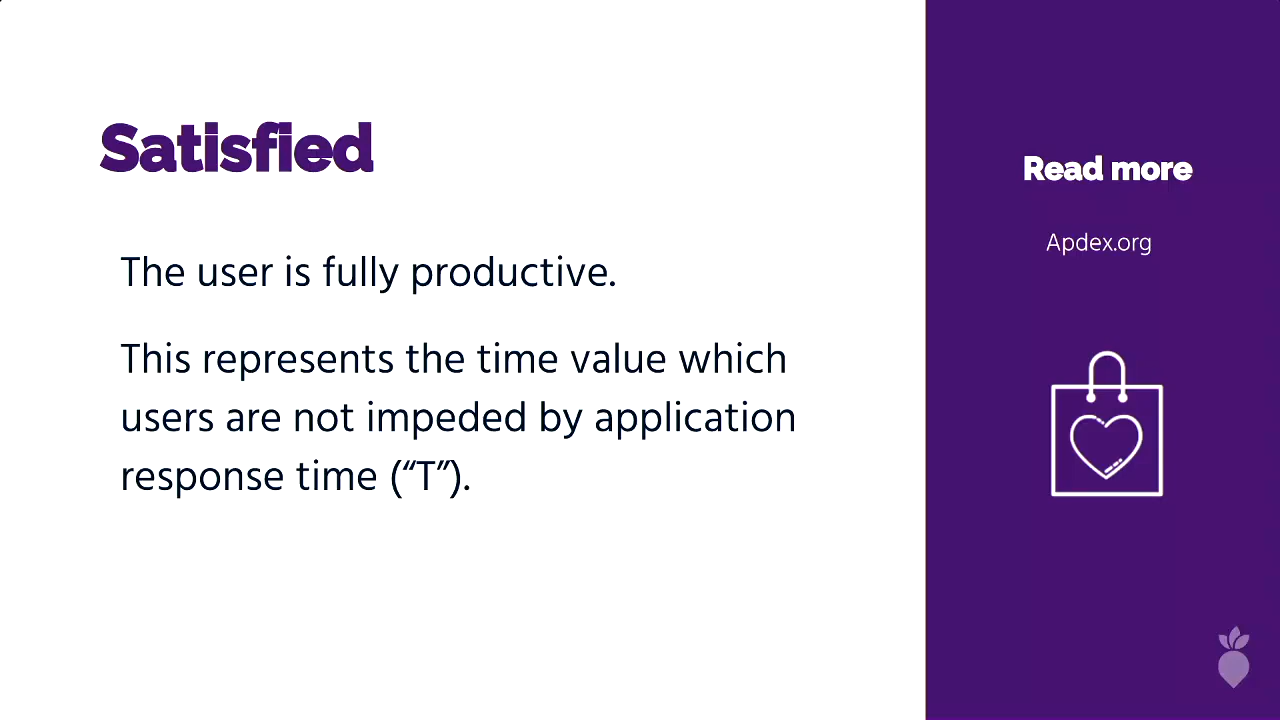 Satisfied
The user is fully productive.
This represents the time value which
users are not impeded by application
response time (“T”).
Read more
Apdex.org